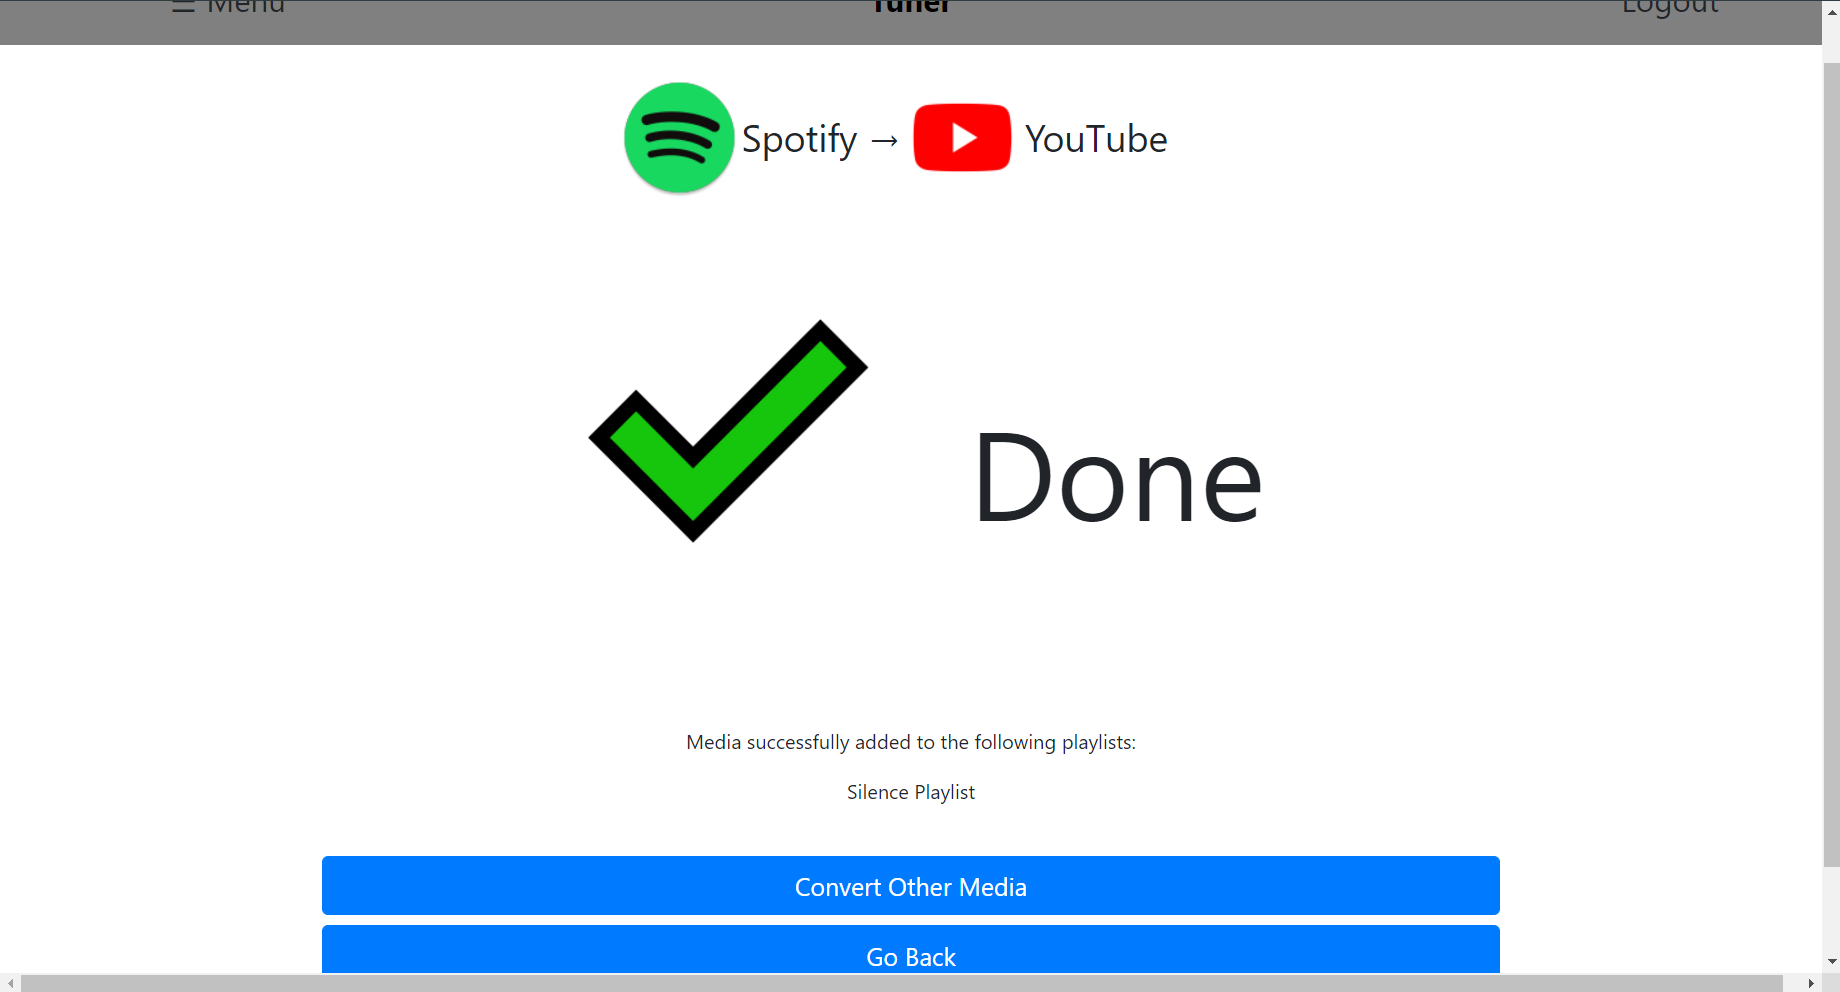 ☰ Menu
Tuner
Logout
Spotify → YouTube
Done
Media successfully added to the following playlists:
Silence Playlist
Convert Other Media
Go Back